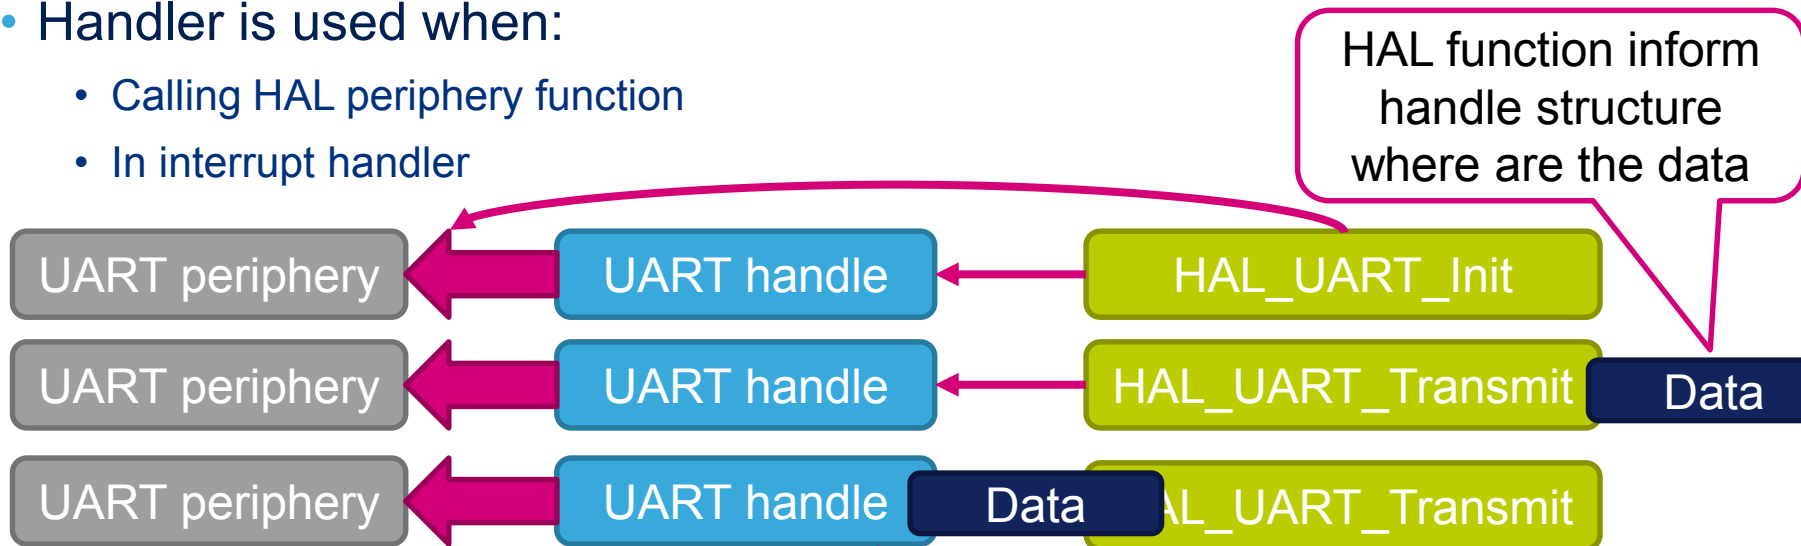 • Handler is used when:
• Calling HAL periphery function
• In interrupt handler
HAL function inform
handle structure
where are the data
UART periphery
UART handle
HAL_UART_Init
UART periphery
UART handle
HAL_UART_Transmit
Data
UART periphery
UART handle
Data
AL_UART_Transmit